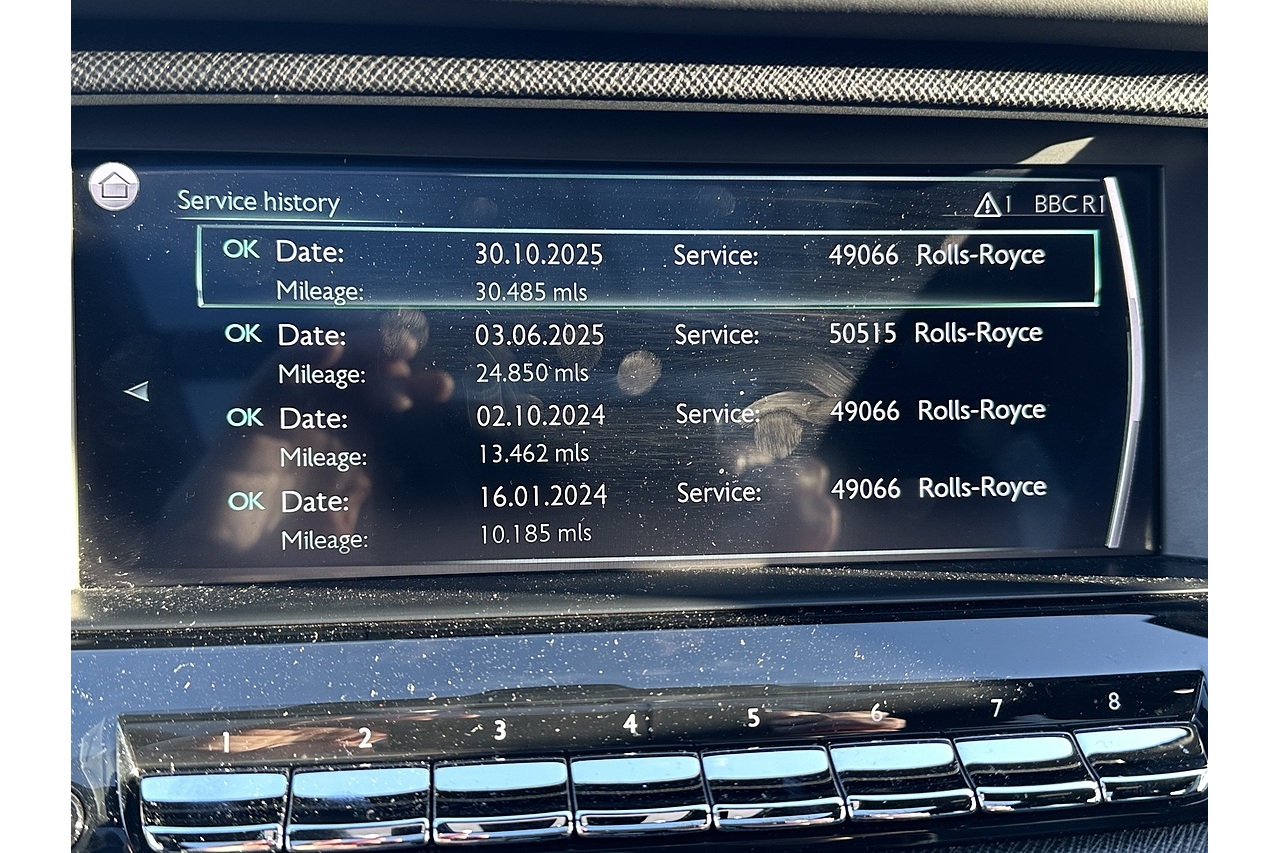 Service history 1 BBC R1
OK Date: 30.10.2025 Service: 49066 Rolls-Royce
Mileage: 30.485 mls
OK Date: 03.06.2025 Service: 50515 Rolls-Royce
Mileage: 24.850 mls
OK Date: 02.10.2024 Service: 49066 Rolls-Royce
Mileage: 13.462 mls
OK Date: 16.01.2024 Service: 49066 Rolls-Royce
Mileage: 10.185 mls
1 2 3 4 5 6 7 8